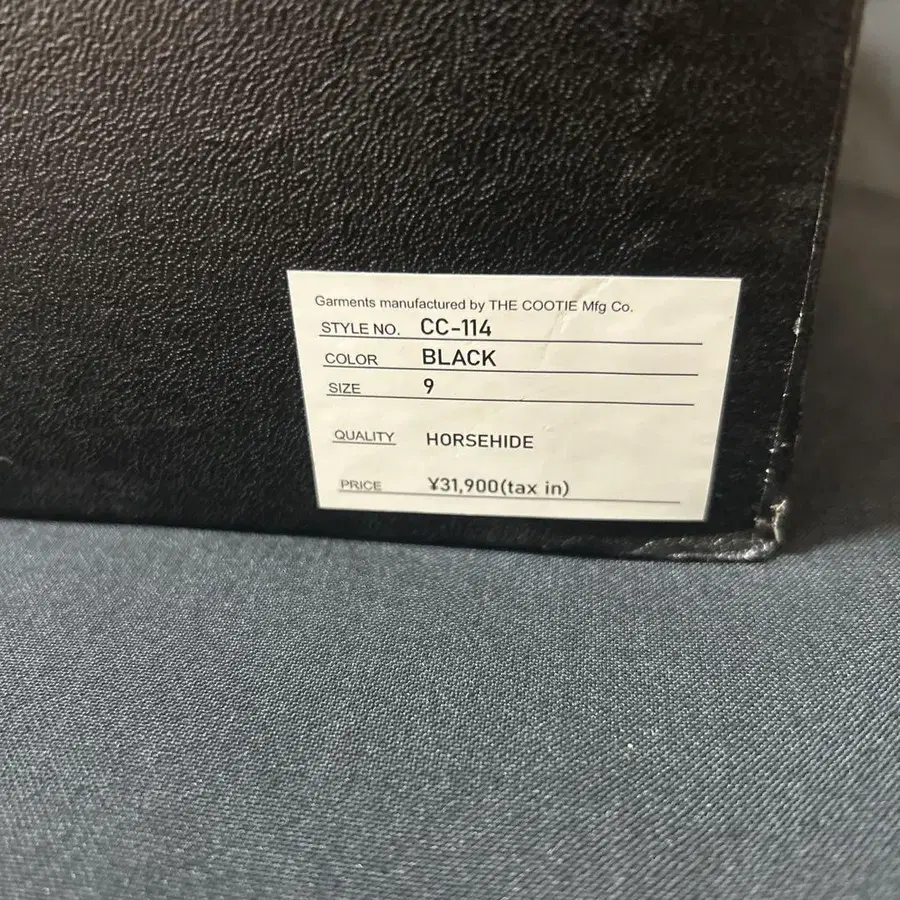 Garments manufactured by THE COOTIE Mfg Co.
STYLE NO. CC-114
COLOR BLACK
SIZE 9
QUALITY HORSEHIDE
PRICE ¥31,900(tax in)